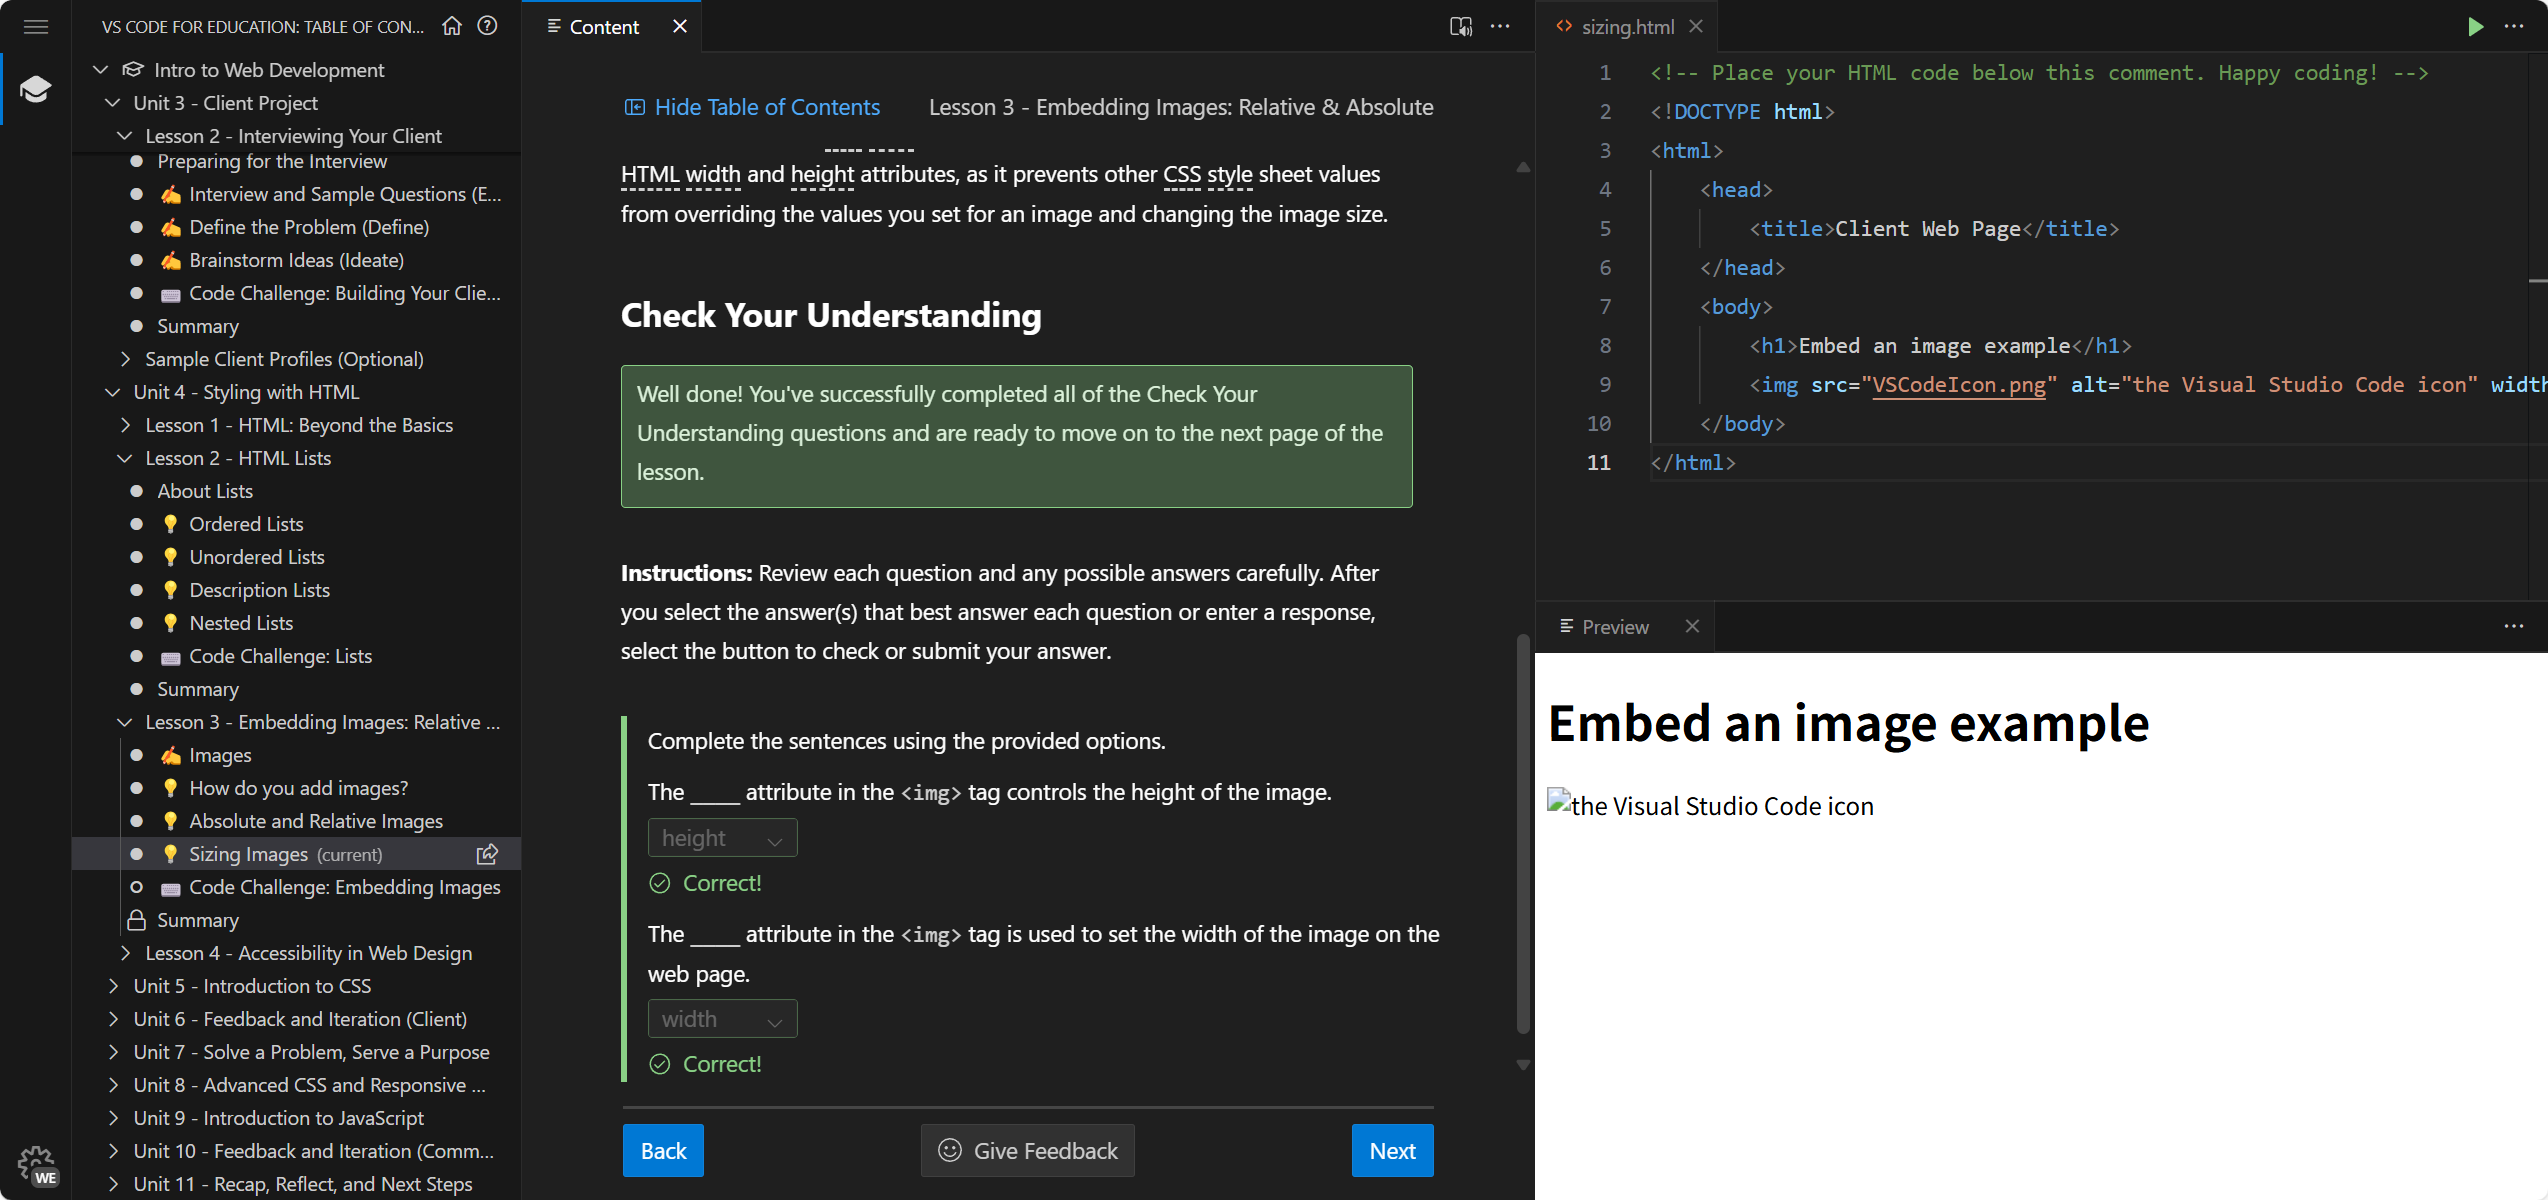 VS CODE FOR EDUCATION: TABLE OF CON...
Intro to Web Development
Unit 3 - Client Project
Lesson 2 - Interviewing Your Client
Preparing for the Interview
Interview and Sample Questions (E...
Define the Problem (Define)
Brainstorm Ideas (Ideate)
Code Challenge: Building Your Clie...
Summary
Sample Client Profiles (Optional)
Unit 4 - Styling with HTML
Lesson 1 - HTML: Beyond the Basics
Lesson 2 - HTML Lists
About Lists
Ordered Lists
Unordered Lists
Description Lists
Nested Lists
Code Challenge: Lists
Summary
Lesson 3 - Embedding Images: Relative ...
Images
How do you add images?
Absolute and Relative Images
Sizing Images (current)
Code Challenge: Embedding Images
Summary
Lesson 4 - Accessibility in Web Design
Unit 5 - Introduction to CSS
Unit 6 - Feedback and Iteration (Client)
Unit 7 - Solve a Problem, Serve a Purpose
Unit 8 - Advanced CSS and Responsive ...
Unit 9 - Introduction to JavaScript
Unit 10 - Feedback and Iteration (Comm...
Unit 11 - Recap, Reflect, and Next Steps
WE
Content
Hide Table of Contents
Lesson 3 - Embedding Images: Relative & Absolute
HTML width and height attributes, as it prevents other CSS style sheet values
from overriding the values you set for an image and changing the image size.
Check Your Understanding
Well done! You've successfully completed all of the Check Your
Understanding questions and are ready to move on to the next page of the
lesson.
Instructions: Review each question and any possible answers carefully. After
you select the answer(s) that best answer each question or enter a response,
select the button to check or submit your answer.
Complete the sentences using the provided options.
The ____ attribute in the <img> tag controls the height of the image.
height
Correct!
The ____ attribute in the <img> tag is used to set the width of the image on the
web page.
width
Correct!
Back
Give Feedback
Next
sizing.html
1 <!-- Place your HTML code below this comment. Happy coding! -->
2 <!DOCTYPE html>
3 <html>
4 <head>
5 <title>Client Web Page</title>
6 </head>
7 <body>
8 <h1>Embed an image example</h1>
9 <img src="VSCodeIcon.png" alt="the Visual Studio Code icon" width
10 </body>
11 </html>
Preview
Embed an image example
the Visual Studio Code icon